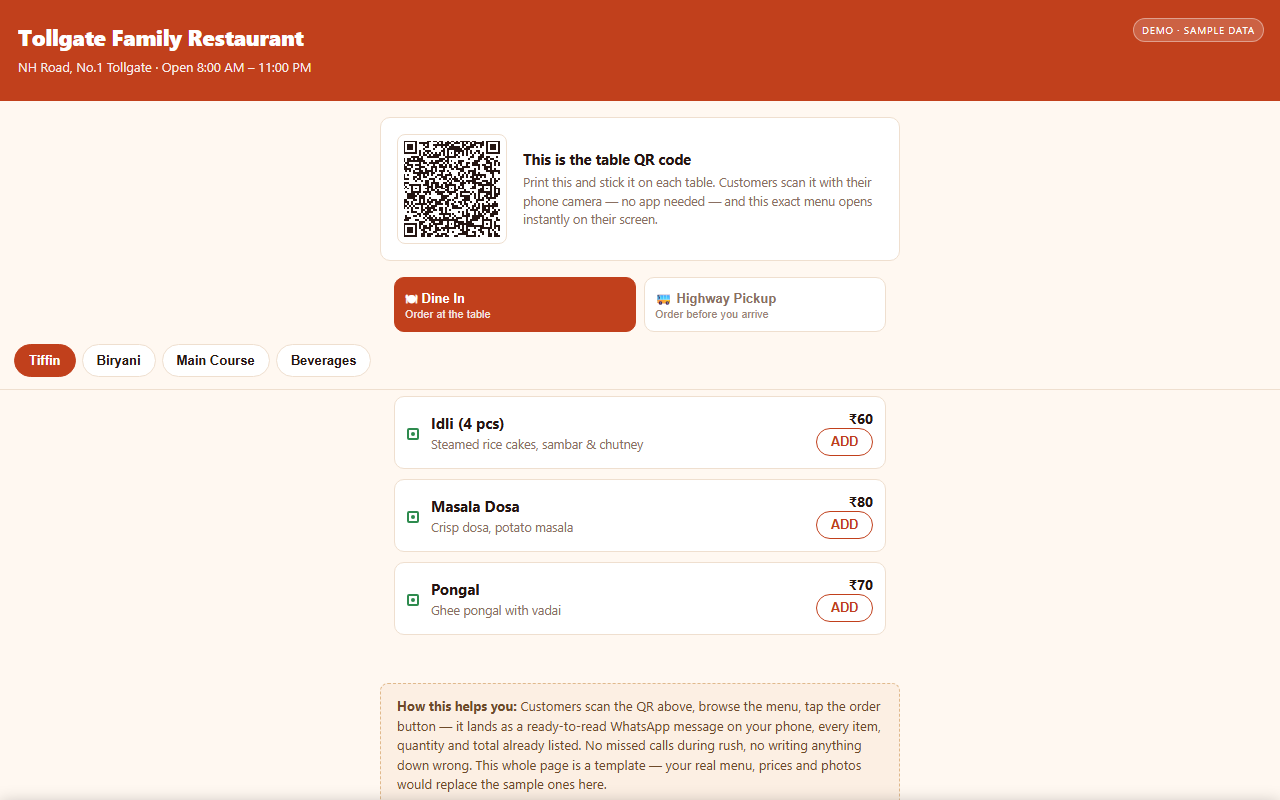 Tollgate Family Restaurant
NH Road, No.1 Tollgate · Open 8:00 AM – 11:00 PM
DEMO · SAMPLE DATA
This is the table QR code
Print this and stick it on each table. Customers scan it with their
phone camera — no app needed — and this exact menu opens
instantly on their screen.
🍽️ Dine In
Order at the table
🚌 Highway Pickup
Order before you arrive
Tiffin
Biryani
Main Course
Beverages
Idli (4 pcs)
Steamed rice cakes, sambar & chutney
₹60
ADD
Masala Dosa
Crisp dosa, potato masala
₹80
ADD
Pongal
Ghee pongal with vadai
₹70
ADD
How this helps you: Customers scan the QR above, browse the menu, tap the order
button — it lands as a ready-to-read WhatsApp message on your phone, every item,
quantity and total already listed. No missed calls during rush, no writing anything
down wrong. This whole page is a template — your real menu, prices and photos
would replace the sample ones here.